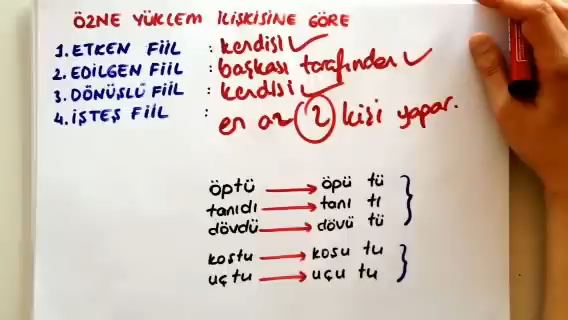 ÖZNE YÜKLEM İLİŞKİSİNE GÖRE
1. ETKEN FİİL : kendisi
2. EDİLGEN FİİL : başkası tarafından
3. DÖNÜŞLÜ FİİL : kendisi
4. İŞTEŞ FİİL : en az 2 kişi yapar.
öptü → öpü tü
tanıdı → tanı tı
dövdü → dövü tü
koştu → koşu tu
uçtu → uçu tu